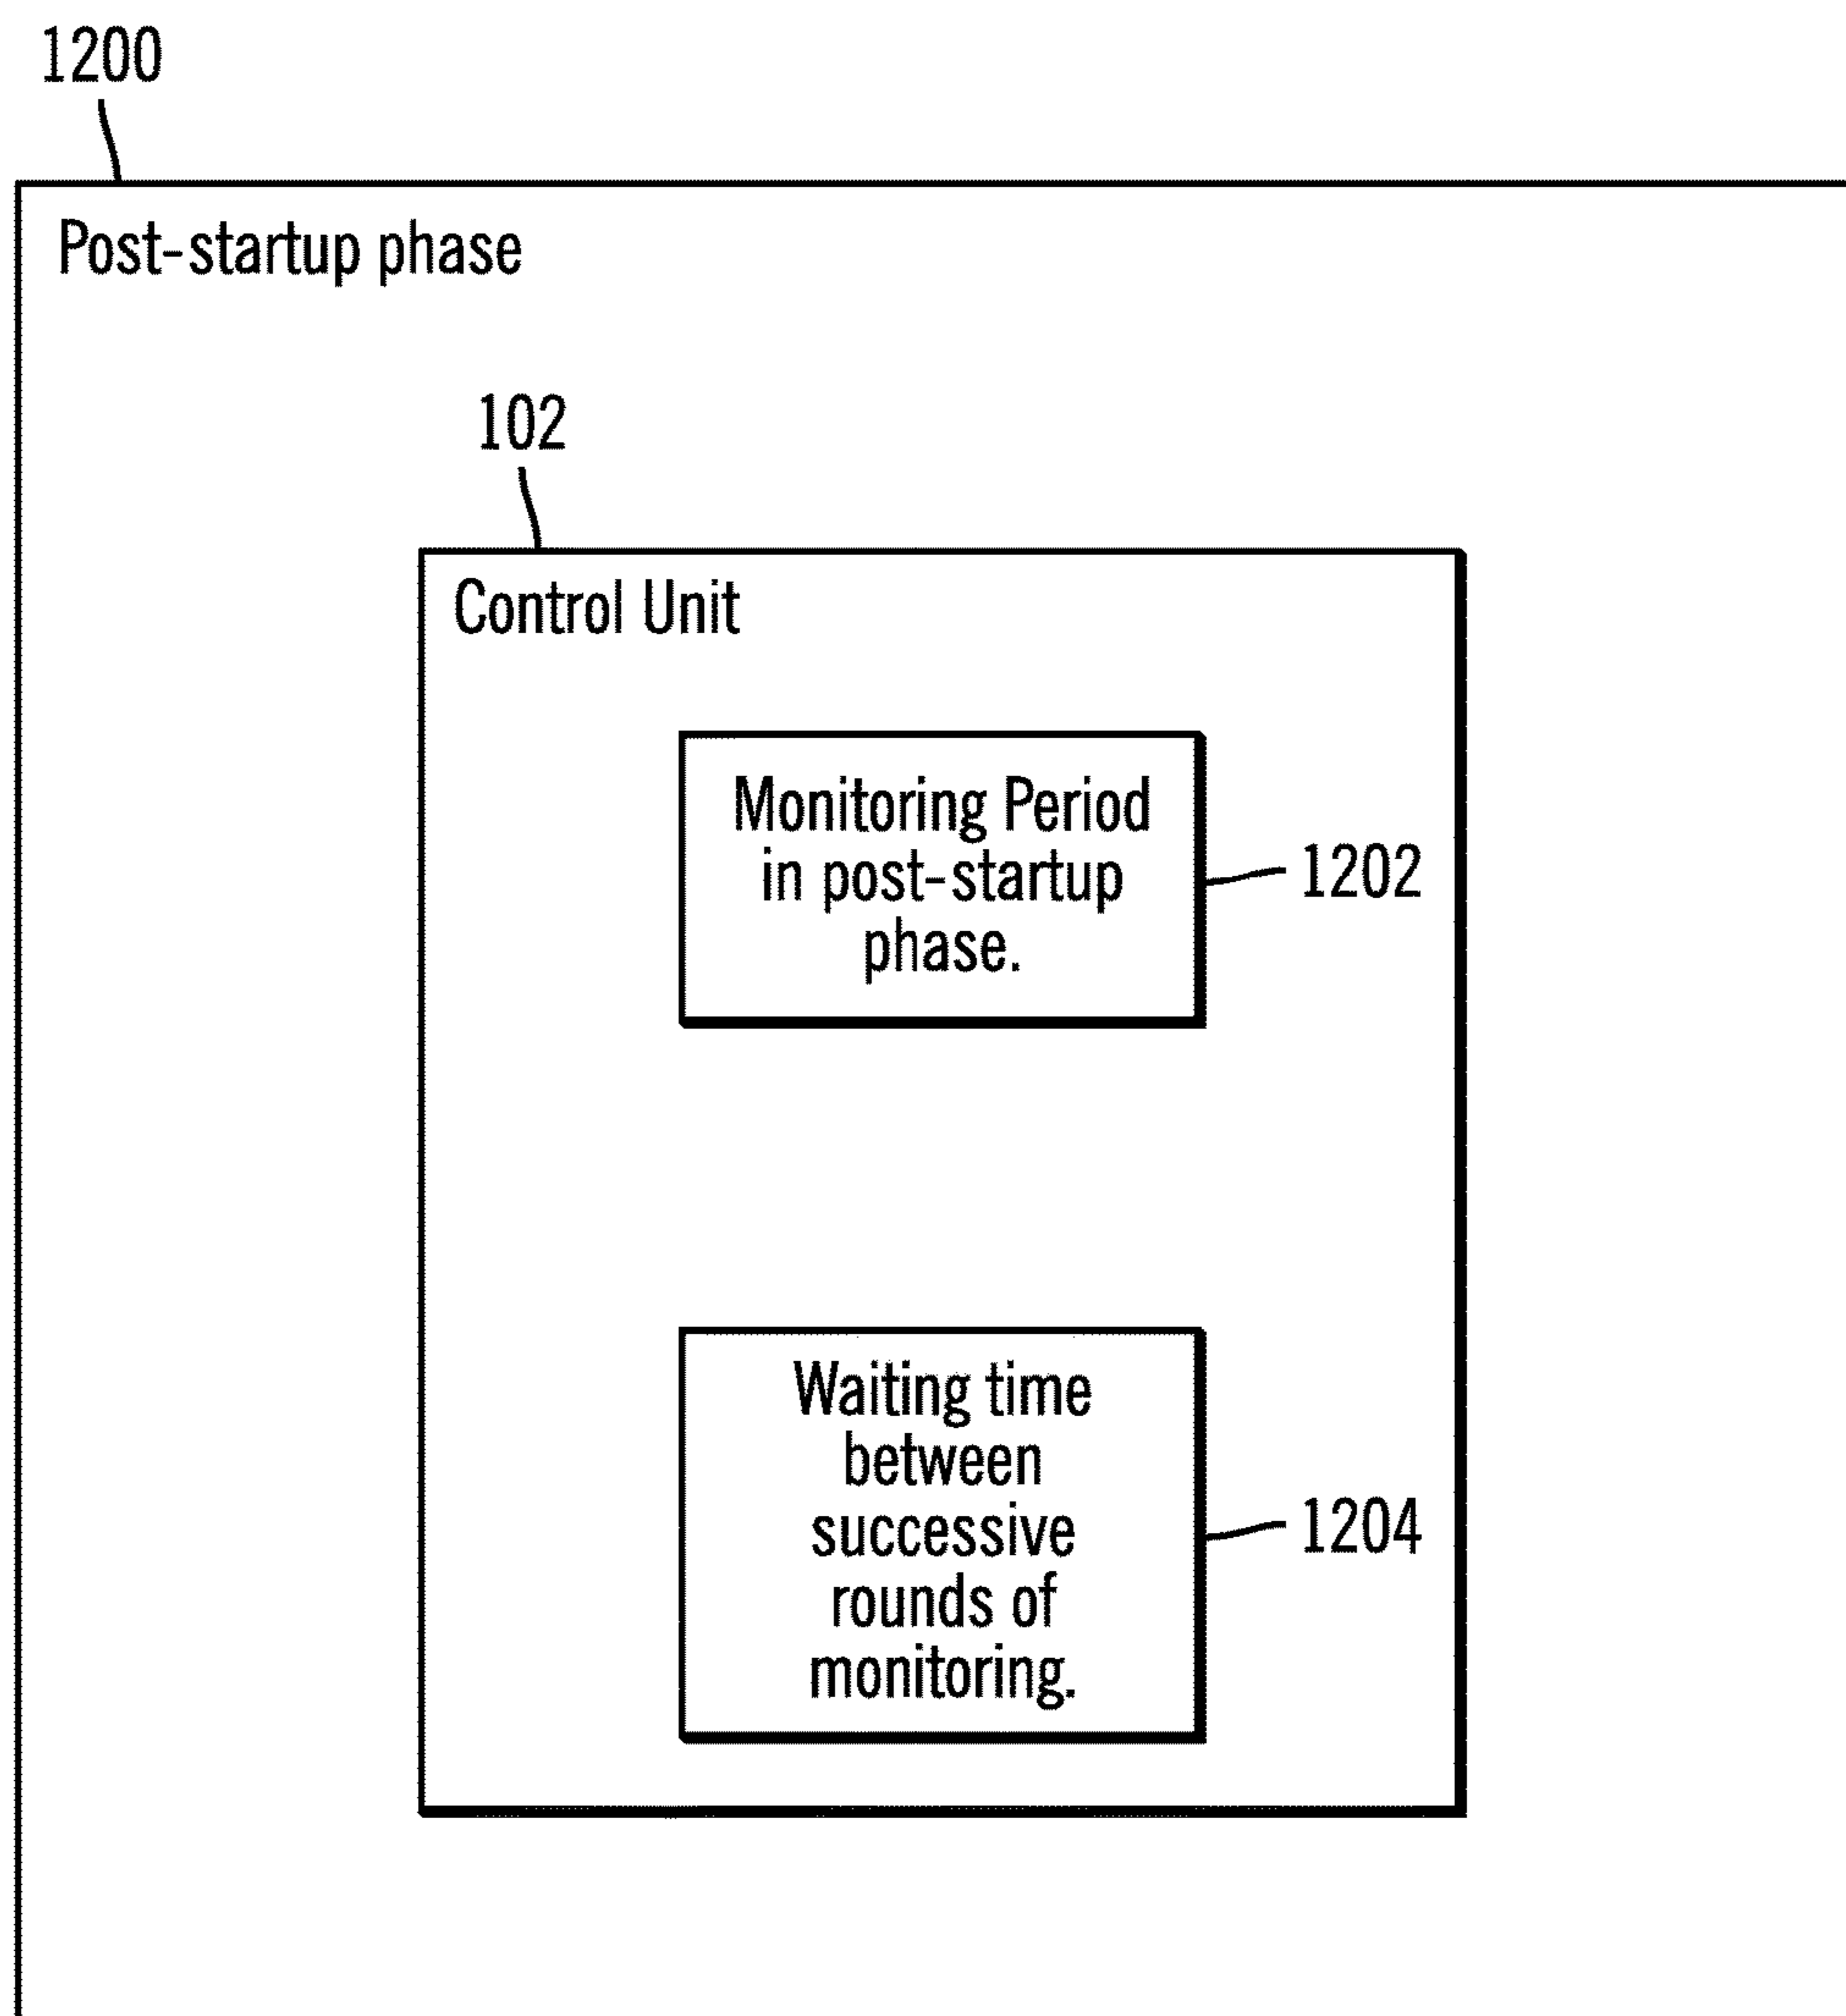 1200
Post-startup phase
102
Control Unit
Monitoring Period
in post-startup
phase.
1202
Waiting time
between
successive
rounds of
monitoring.
1204